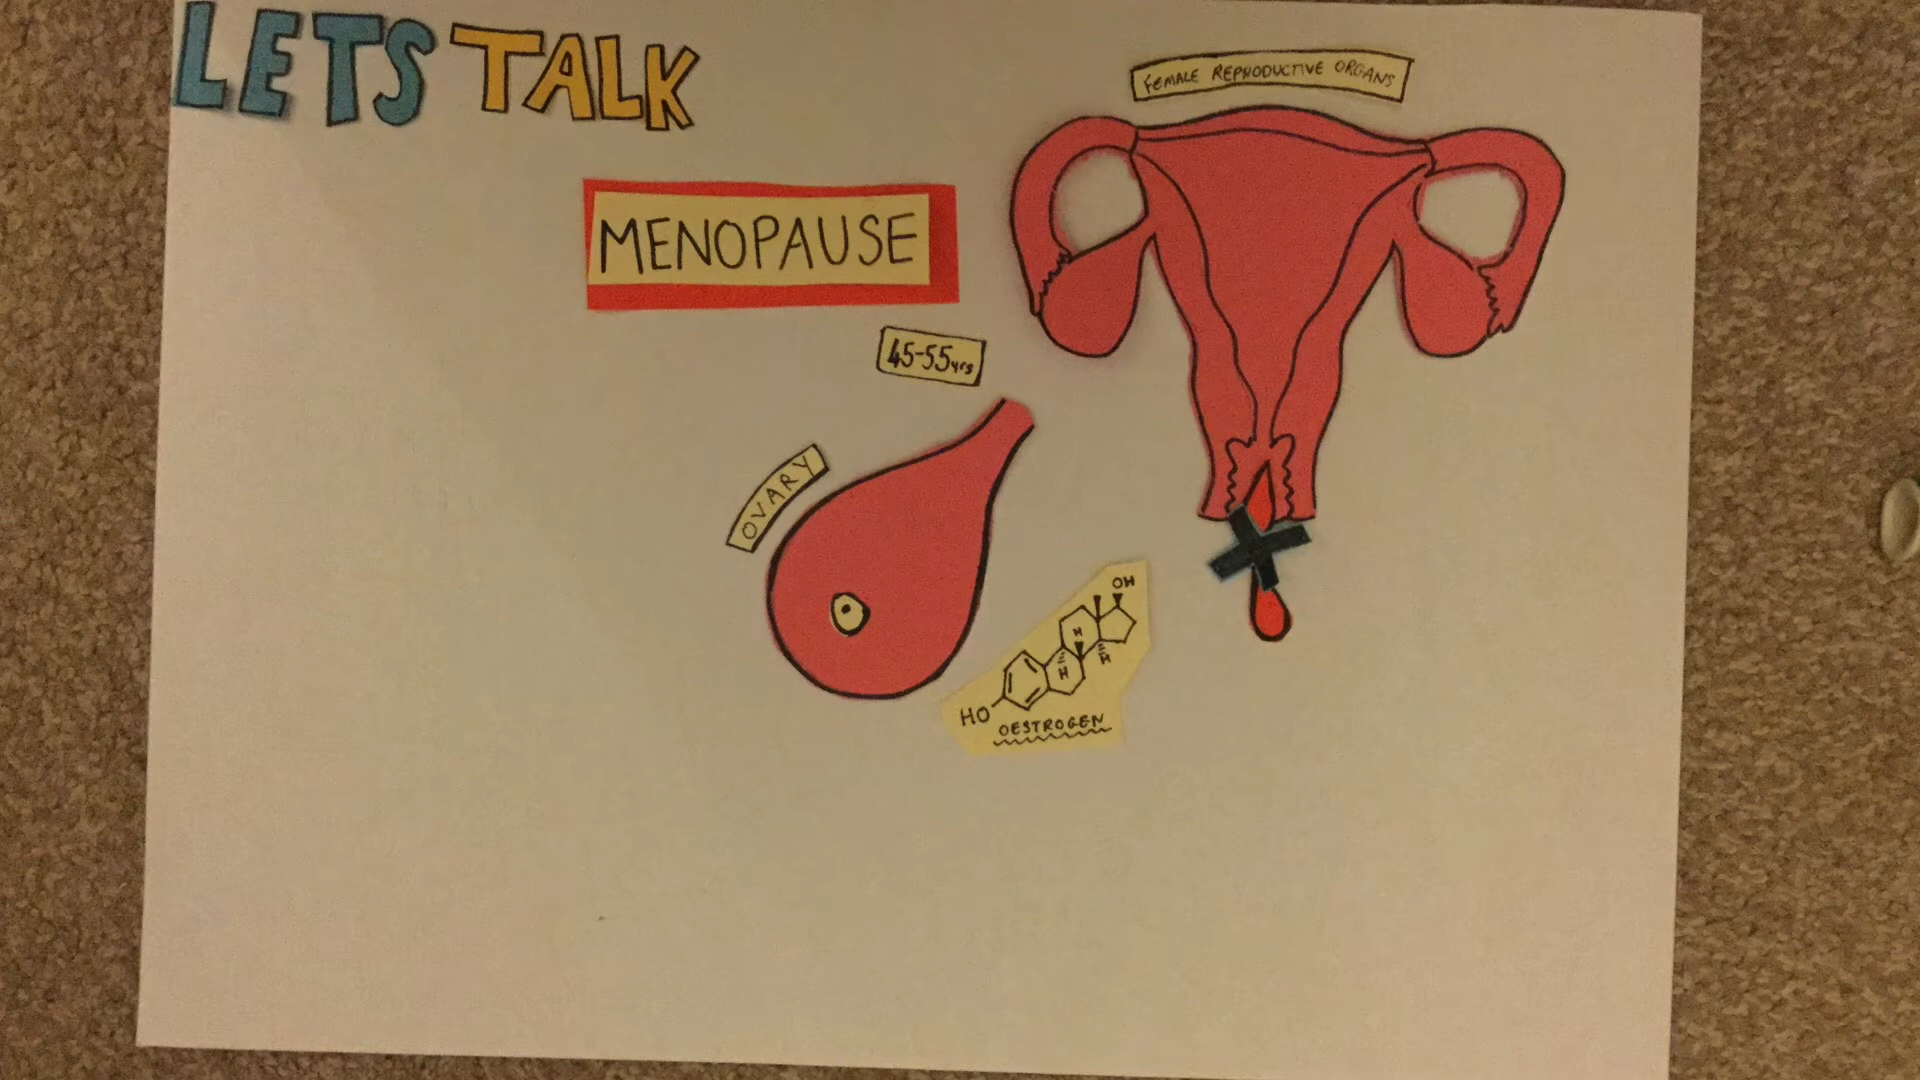 LETS TALK
FEMALE REPRODUCTIVE ORGANS
MENOPAUSE
45-55yrs
OVARY
OH
H
H
H
HO
OESTROGEN